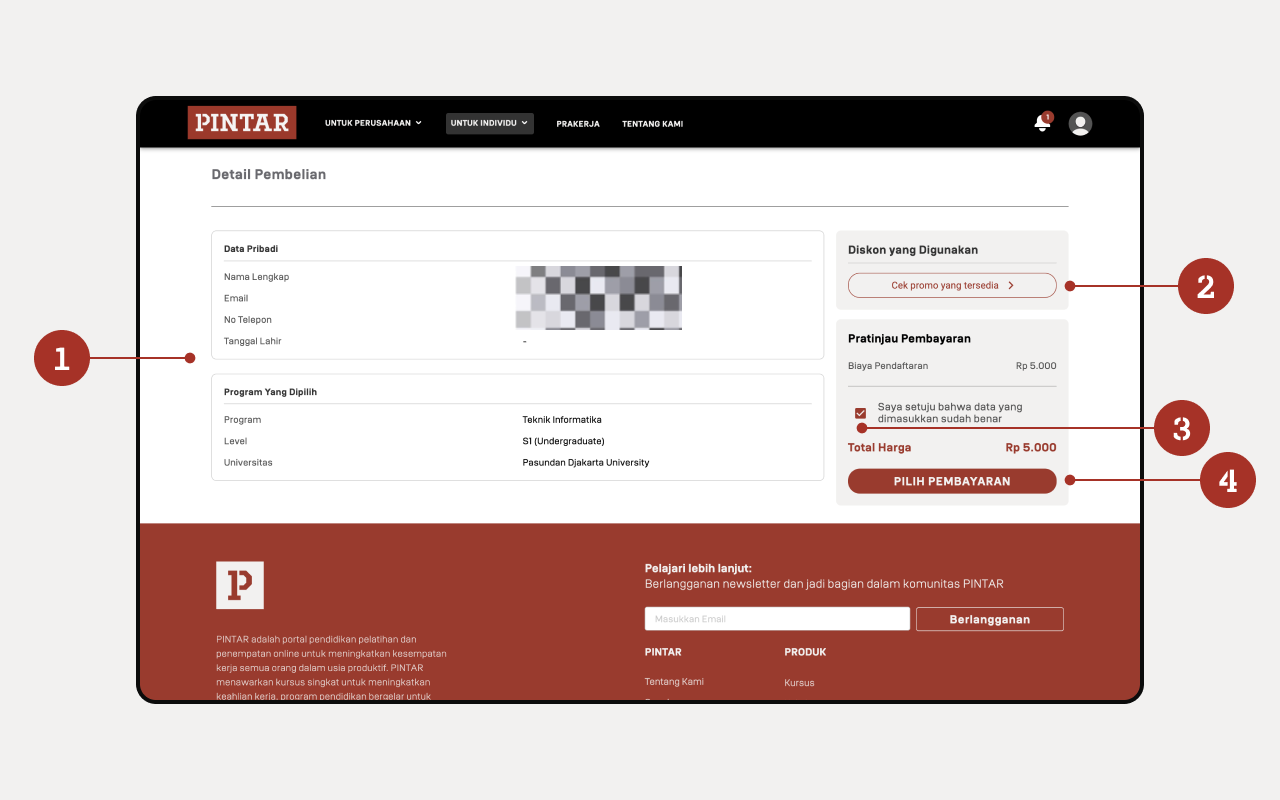 PINTAR
UNTUK PERUSAHAAN
UNTUK INDIVIDU
PRAKERJA
TENTANG KAMI
1
Detail Pembelian
Data Pribadi
Nama Lengkap
Email
No Telepon
Tanggal Lahir -
1
Program Yang Dipilih
Program Teknik Informatika
Level S1 (Undergraduate)
Universitas Pasundan Djakarta University
Diskon yang Digunakan
Cek promo yang tersedia
2
Pratinjau Pembayaran
Biaya Pendaftaran Rp 5.000
Saya setuju bahwa data yang
dimasukkan sudah benar
3
Total Harga Rp 5.000
PILIH PEMBAYARAN
4
P
PINTAR adalah portal pendidikan pelatihan dan
penempatan online untuk meningkatkan kesempatan
kerja semua orang dalam usia produktif. PINTAR
menawarkan kursus singkat untuk meningkatkan
keahlian kerja, program pendidikan bergelar untuk
Pelajari lebih lanjut:
Berlangganan newsletter dan jadi bagian dalam komunitas PINTAR
Masukkan Email
Berlangganan
PINTAR
Tentang Kami
PRODUK
Kursus